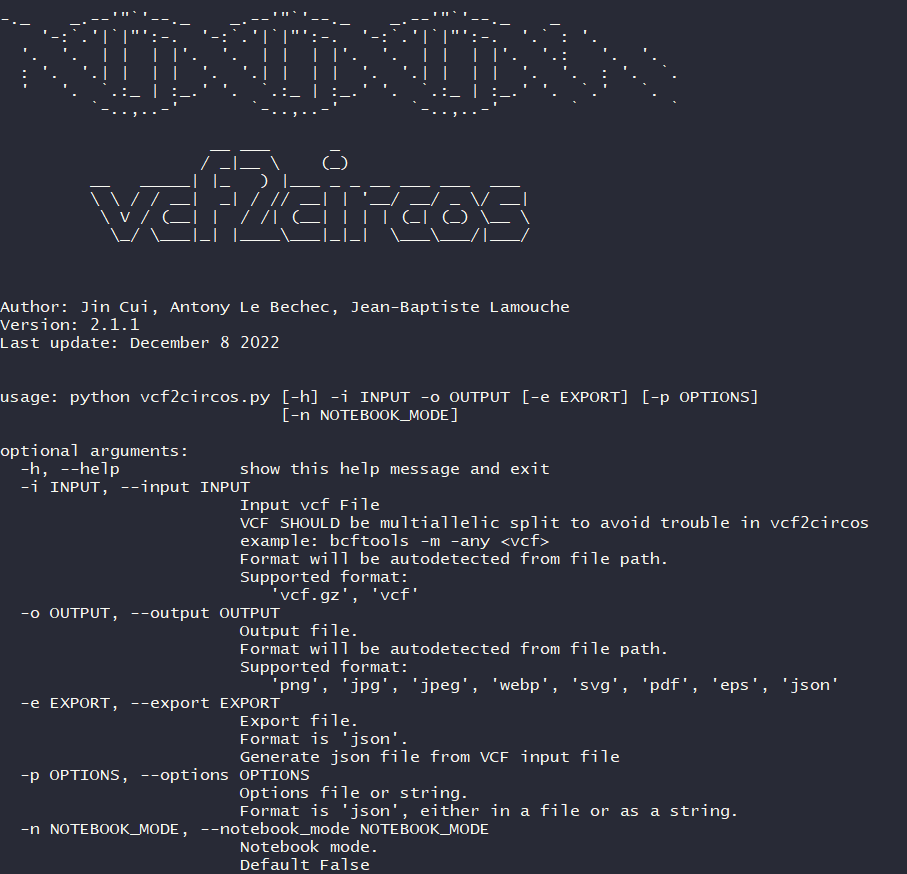 vcf2circos
Author: Jin Cui, Antony Le Bechec, Jean-Baptiste Lamouche
Version: 2.1.1
Last update: December 8 2022
usage: python vcf2circos.py [-h] -i INPUT -o OUTPUT [-e EXPORT] [-p OPTIONS]
[-n NOTEBOOK_MODE]
optional arguments:
-h, --help show this help message and exit
-i INPUT, --input INPUT
Input vcf File
VCF SHOULD be multiallelic split to avoid trouble in vcf2circos
example: bcftools -m -any <vcf>
Format will be autodetected from file path.
Supported format:
'vcf.gz', 'vcf'
-o OUTPUT, --output OUTPUT
Output file.
Format will be autodetected from file path.
Supported format:
'png', 'jpg', 'jpeg', 'webp', 'svg', 'pdf', 'eps', 'json'
-e EXPORT, --export EXPORT
Export file.
Format is 'json'.
Generate json file from VCF input file
-p OPTIONS, --options OPTIONS
Options file or string.
Format is 'json', either in a file or as a string.
-n NOTEBOOK_MODE, --notebook_mode NOTEBOOK_MODE
Notebook mode.
Default False